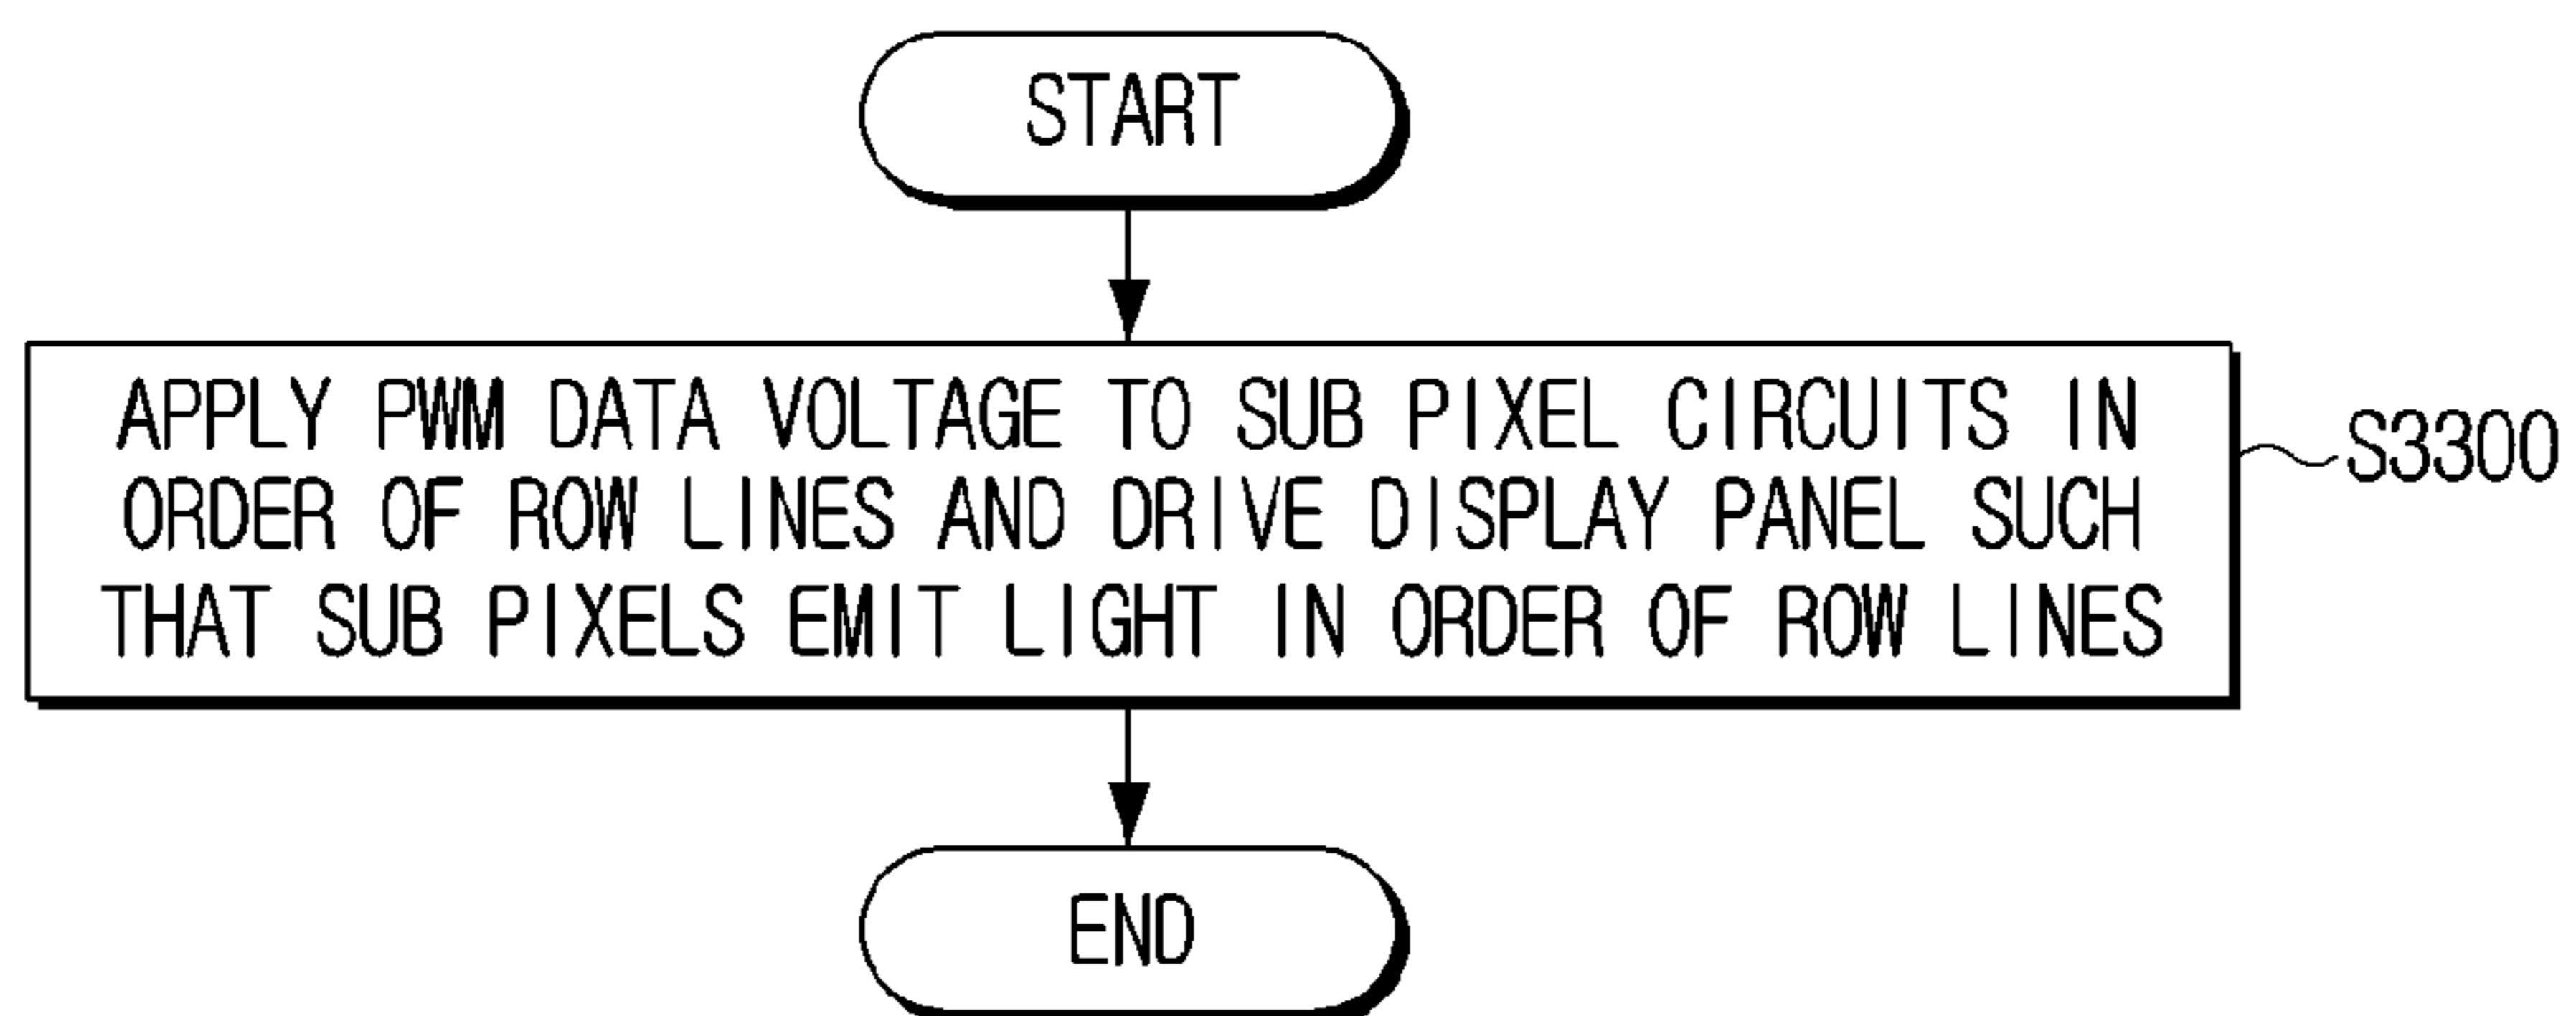 START
APPLY PWM DATA VOLTAGE TO SUB PIXEL CIRCUITS IN
ORDER OF ROW LINES AND DRIVE DISPLAY PANEL SUCH
THAT SUB PIXELS EMIT LIGHT IN ORDER OF ROW LINES
S3300
END